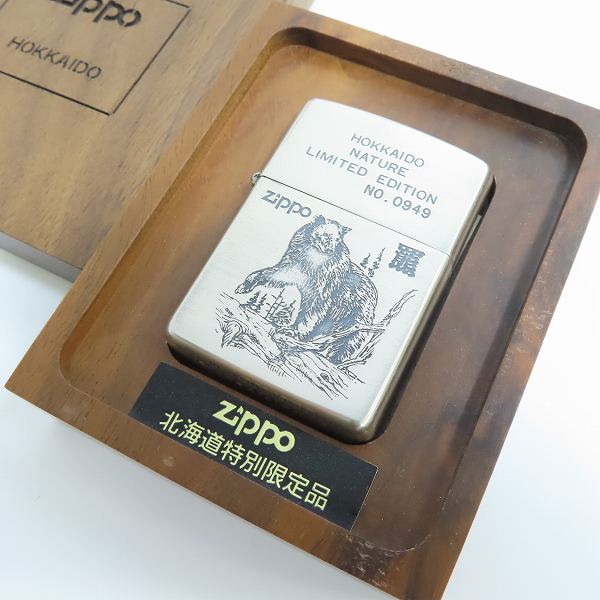 Zippo
HOKKAIDO
HOKKAIDO
NATURE
LIMITED EDITION
NO. 0949
Zippo
羆
Zippo
北海道特別限定品